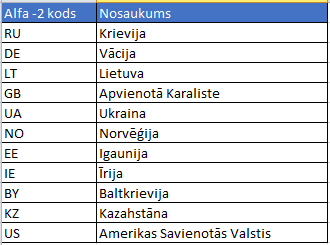 Alfa -2 kods Nosaukums
RU Krievija
DE Vācija
LT Lietuva
GB Apvienotā Karaliste
UA Ukraina
NO Norvēģija
EE Igaunija
IE Īrija
BY Baltkrievija
KZ Kazahstāna
US Amerikas Savienotās Valstis